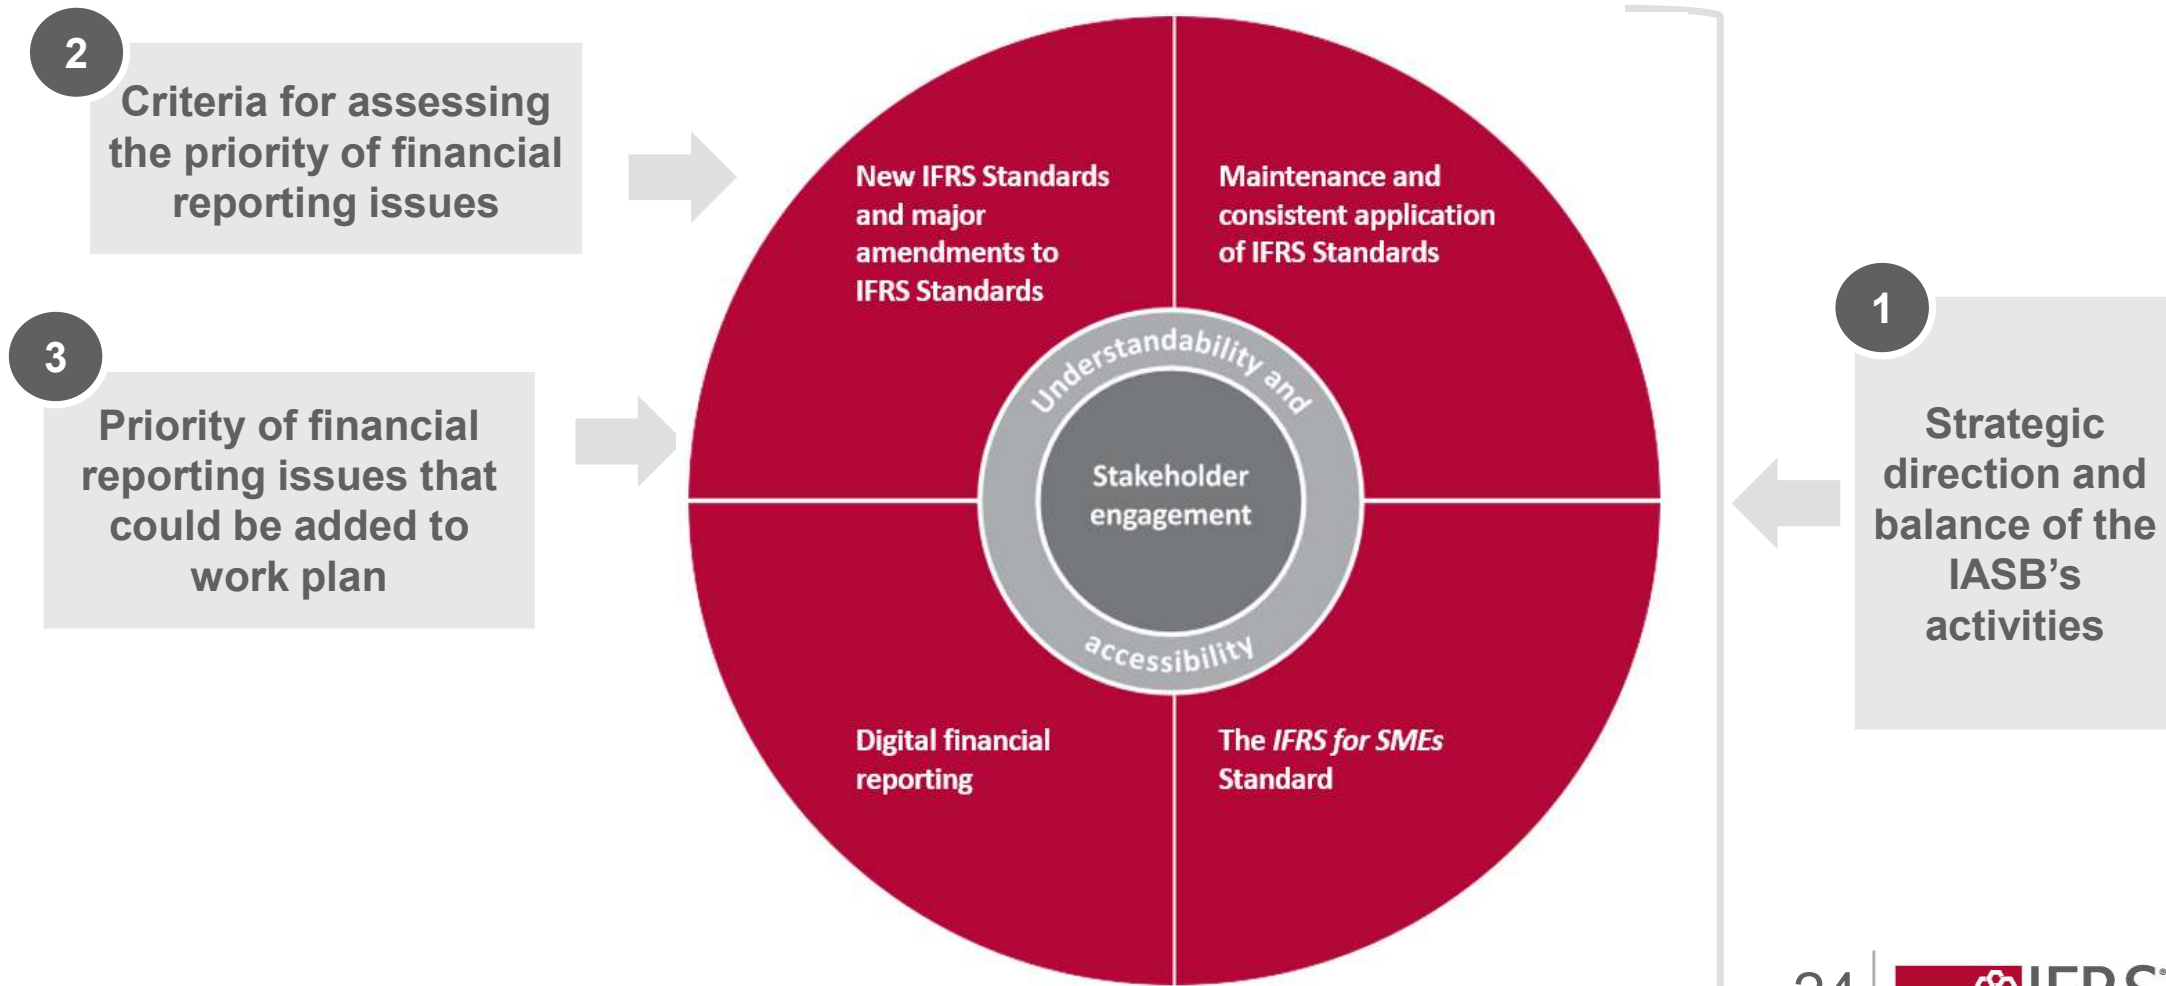 2
Criteria for assessing
the priority of financial
reporting issues
3
Priority of financial
reporting issues that
could be added to
work plan
New IFRS Standards
and major
amendments to
IFRS Standards
Maintenance and
consistent application
of IFRS Standards
Understandability and
accessibility
Stakeholder
engagement
Digital financial
reporting
The IFRS for SMEs
Standard
1
Strategic
direction and
balance of the
IASB’s
activities
24
IFRS®